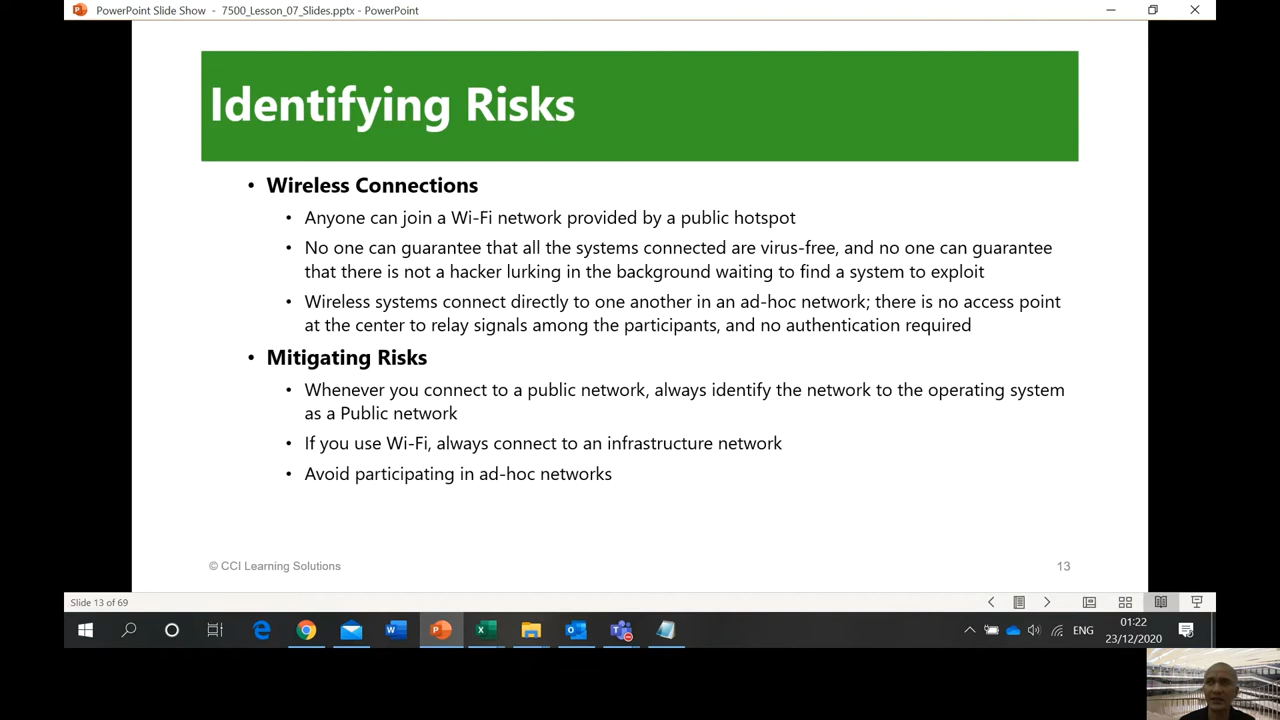 PowerPoint Slide Show - 7500_Lesson_07_Slides.pptx - PowerPoint
Identifying Risks
• Wireless Connections
• Anyone can join a Wi-Fi network provided by a public hotspot
• No one can guarantee that all the systems connected are virus-free, and no one can guarantee
that there is not a hacker lurking in the background waiting to find a system to exploit
• Wireless systems connect directly to one another in an ad-hoc network; there is no access point
at the center to relay signals among the participants, and no authentication required
• Mitigating Risks
• Whenever you connect to a public network, always identify the network to the operating system
as a Public network
• If you use Wi-Fi, always connect to an infrastructure network
• Avoid participating in ad-hoc networks
© CCI Learning Solutions
13
Slide 13 of 69
ENG
01:22
23/12/2020